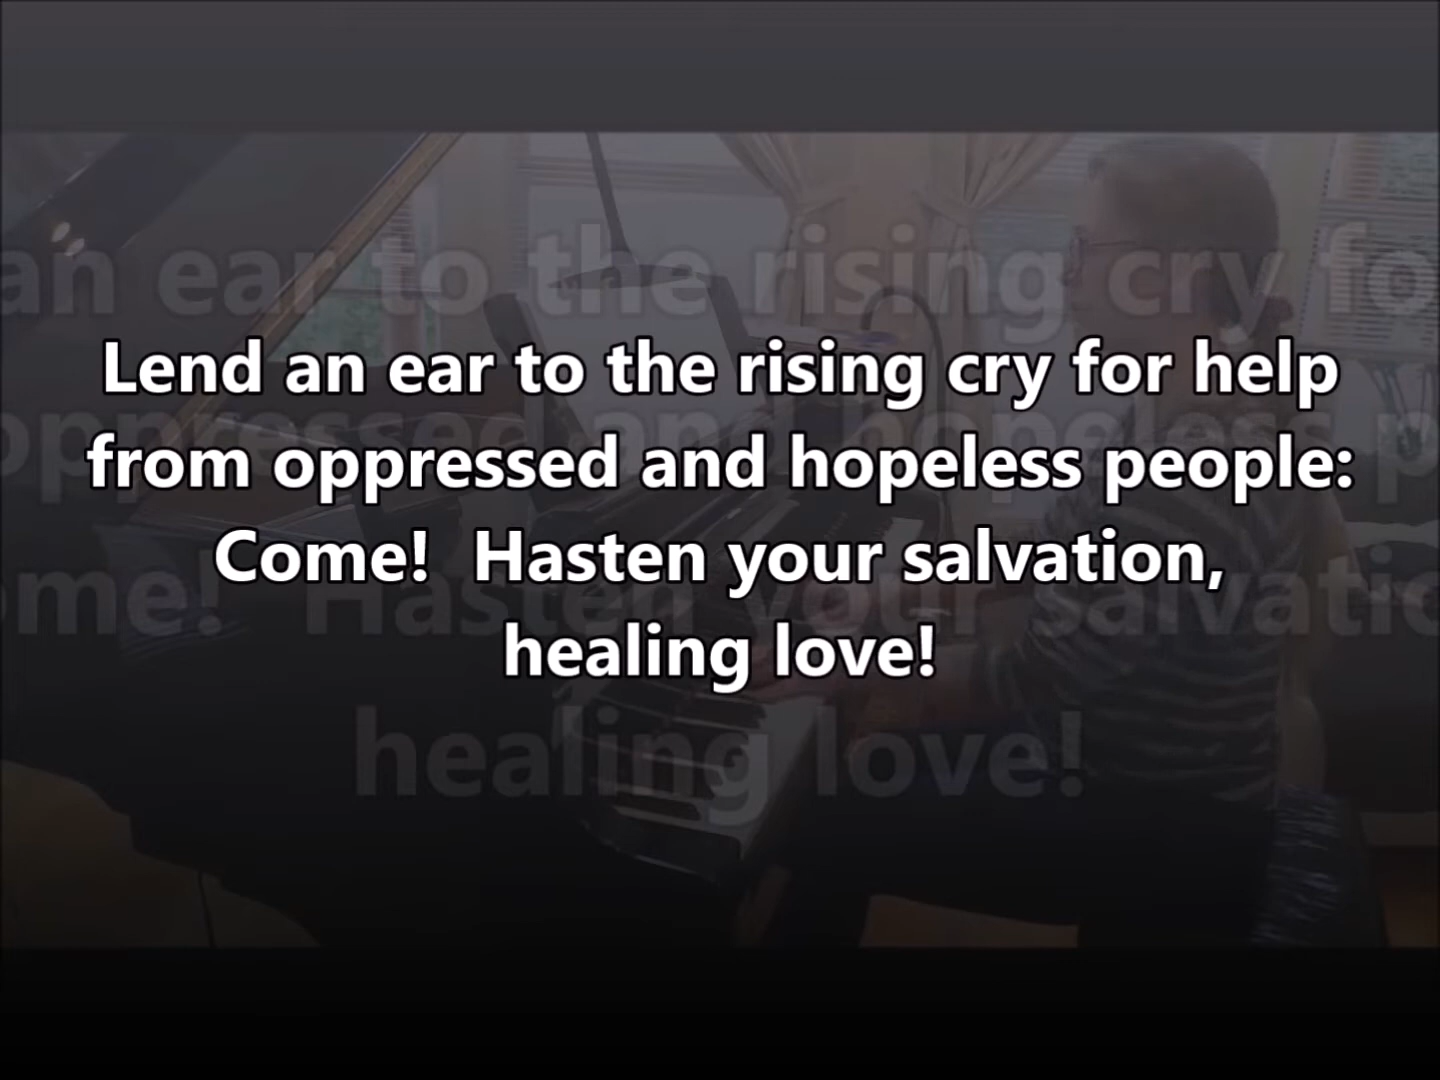 Lend an ear to the rising cry for help
from oppressed and hopeless people:
Come!  Hasten your salvation,
healing love!